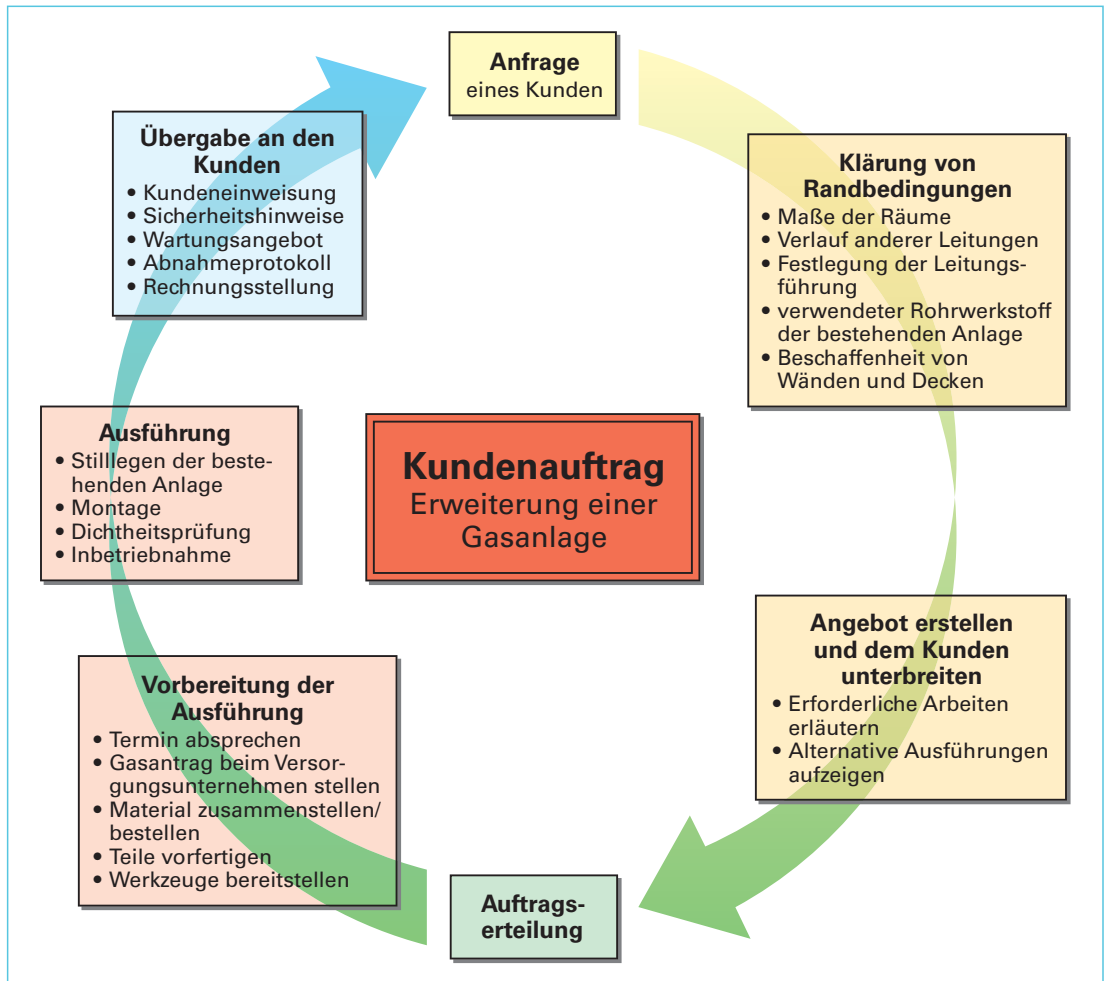 Anfrage
eines Kunden
Klärung von
Randbedingungen
• Maße der Räume
• Verlauf anderer Leitungen
• Festlegung der Leitungs-
führung
• verwendeter Rohrwerkstoff
der bestehenden Anlage
• Beschaffenheit von
Wänden und Decken
Angebot erstellen
und dem Kunden
unterbreiten
• Erforderliche Arbeiten
erläutern
• Alternative Ausführungen
aufzeigen
Auftrags-
erteilung
Vorbereitung der
Ausführung
• Termin absprechen
• Gasantrag beim Versor-
gungsunternehmen stellen
• Material zusammenstellen/
bestellen
• Teile vorfertigen
• Werkzeuge bereitstellen
Ausführung
• Stilllegen der beste-
henden Anlage
• Montage
• Dichtheitsprüfung
• Inbetriebnahme
Übergabe an den
Kunden
• Kundeneinweisung
• Sicherheitshinweise
• Wartungsangebot
• Abnahmeprotokoll
• Rechnungsstellung
Kundenauftrag
Erweiterung einer
Gasanlage